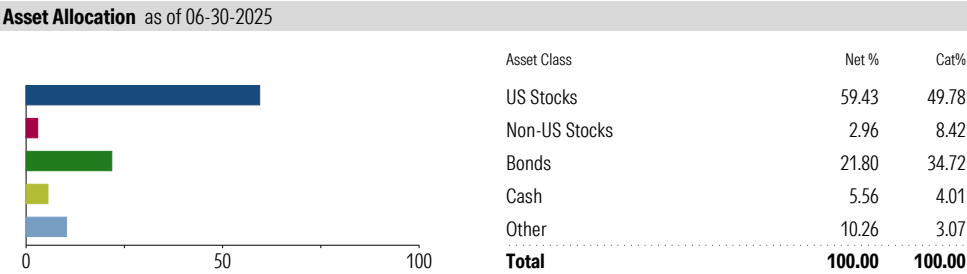 Asset Allocation as of 06-30-2025
Asset Class Net % Cat%
US Stocks 59.43 49.78
Non-US Stocks 2.96 8.42
Bonds 21.80 34.72
Cash 5.56 4.01
Other 10.26 3.07
0 50 100
Total 100.00 100.00